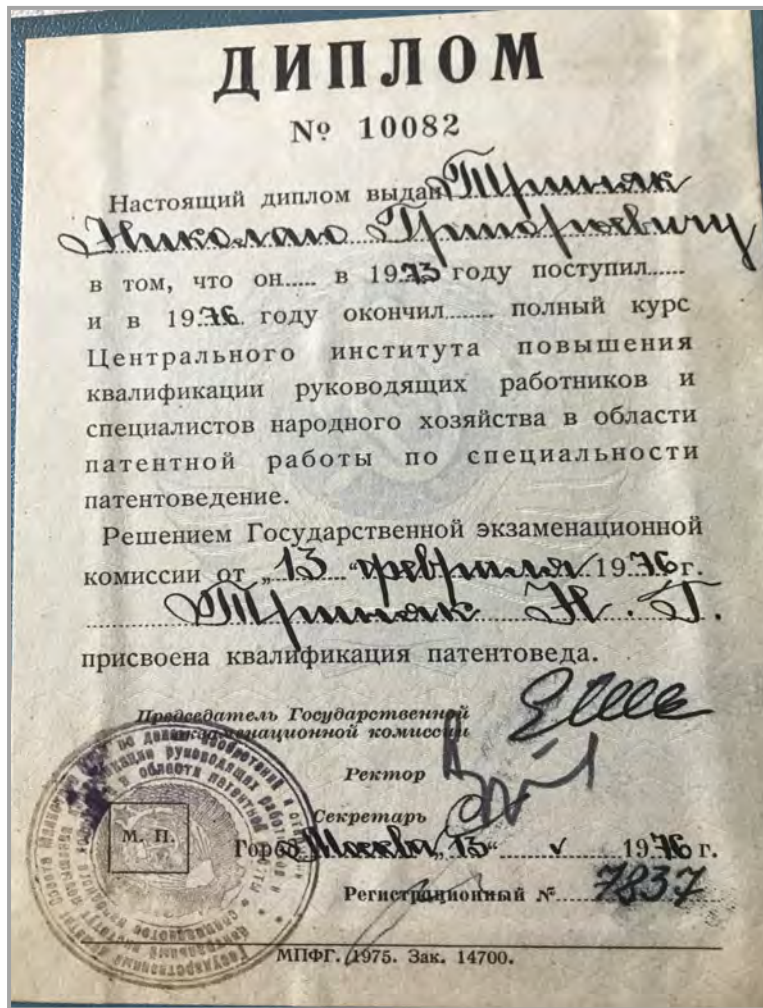 ДИПЛОМ
№ 10082
Настоящий диплом выдан Триняк
Николаю Григорьевичу
в том, что он..... в 1973 году поступил......
и в 1976. году окончил........ полный курс
Центрального института повышения
квалификации руководящих работников и
специалистов народного хозяйства в области
патентной работы по специальности
патентоведение.
Решением Государственной экзаменационной
комиссии от „13 “ февраля 1976 г.
Триняк Н. Г.
присвоена квалификация патентоведа.
Председатель Государственной
экзаменационной комиссии
Ректор
Секретарь
М. П.
Город Москва „13“ 1976 г.
Регистрационный № 7837
МПФГ. 1975. Зак. 14700.